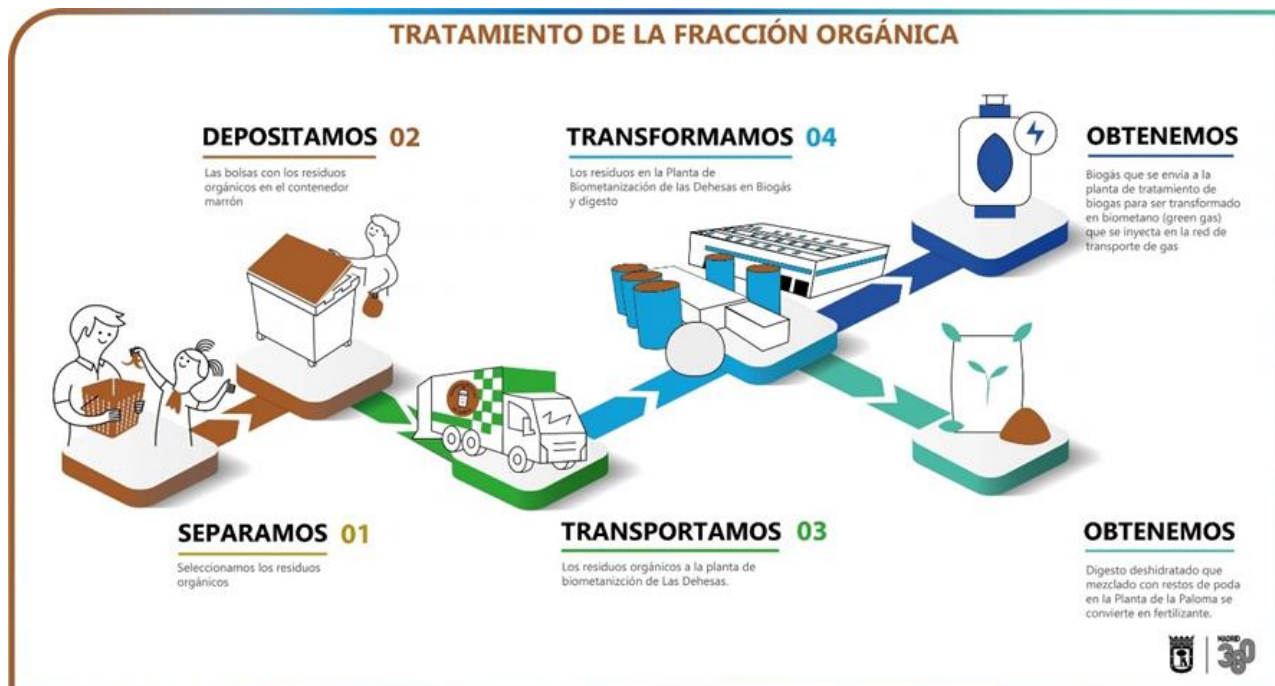 TRATAMIENTO DE LA FRACCIÓN ORGÁNICA
DEPOSITAMOS 02
Las bolsas con los residuos
orgánicos en el contenedor
marrón
TRANSFORMAMOS 04
Los residuos en la Planta de
Biometanización de las Dehesas en Biogás
y digesto
OBTENEMOS
Biogás que se envía a la
planta de tratamiento de
biogas para ser transformado
en biometano (green gas)
que se inyecta en la red de
transporte de gas
SEPARAMOS 01
Seleccionamos los residuos
orgánicos
TRANSPORTAMOS 03
Los residuos orgánicos a la planta de
biometanizción de Las Dehesas.
OBTENEMOS
Digesto deshidratado que
mezclado con restos de poda
en la Planta de la Paloma se
convierte en fertilizante.
MADRID
360